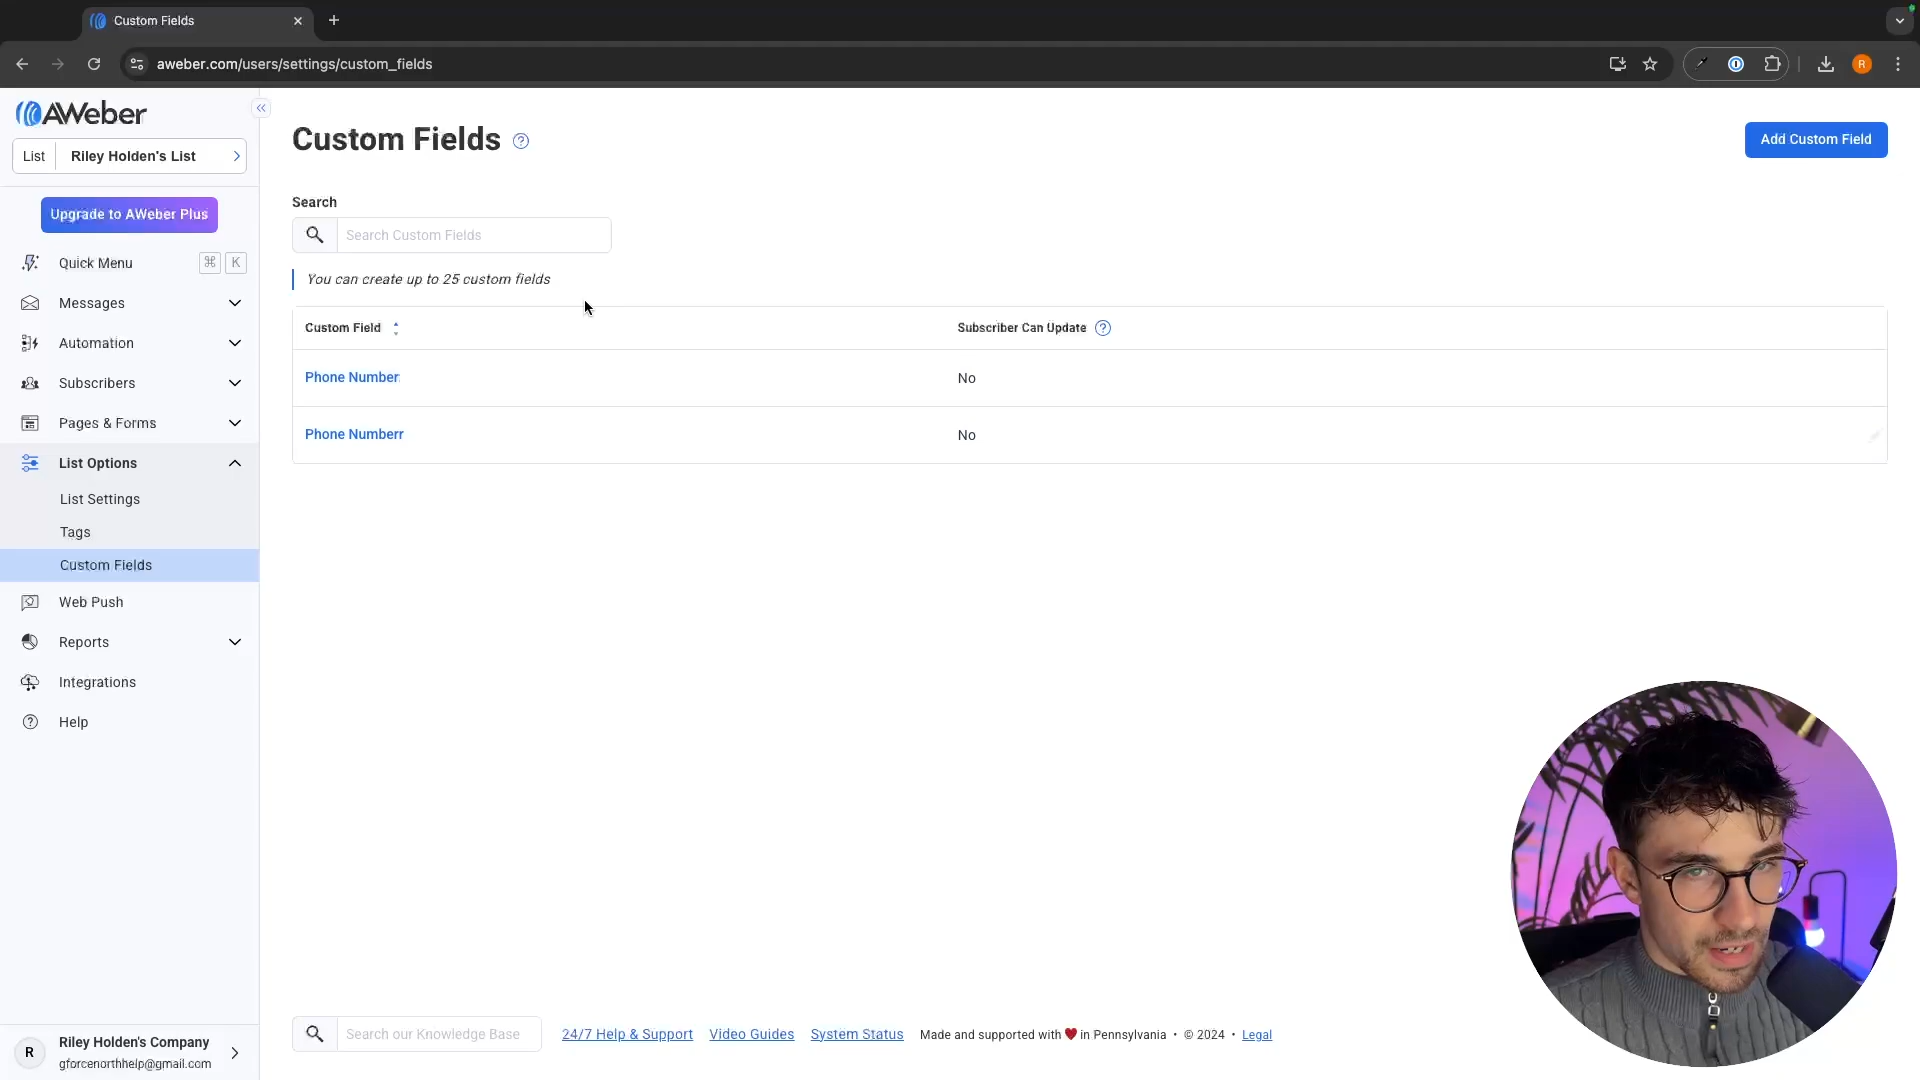 Custom Fields
aweber.com/users/settings/custom_fields
R
AWeber
List Riley Holden's List
Upgrade to AWeber Plus
Quick Menu ⌘ K
Messages
Automation
Subscribers
Pages & Forms
List Options
List Settings
Tags
Custom Fields
Web Push
Reports
Integrations
Help
R
Riley Holden's Company
gforcenorthhelp@gmail.com
Custom Fields ?
Add Custom Field
Search
Search Custom Fields
You can create up to 25 custom fields
Custom Field Subscriber Can Update ?
Phone Number No
Phone Numberr No
Search our Knowledge Base 24/7 Help & Support Video Guides System Status Made and supported with ❤ in Pennsylvania • © 2024 • Legal